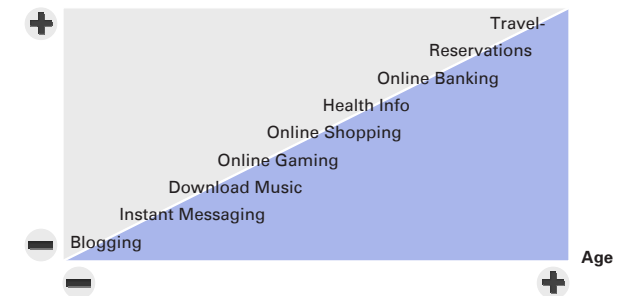 Travel-
Reservations
Online Banking
Health Info
Online Shopping
Online Gaming
Download Music
Instant Messaging
Blogging
Age